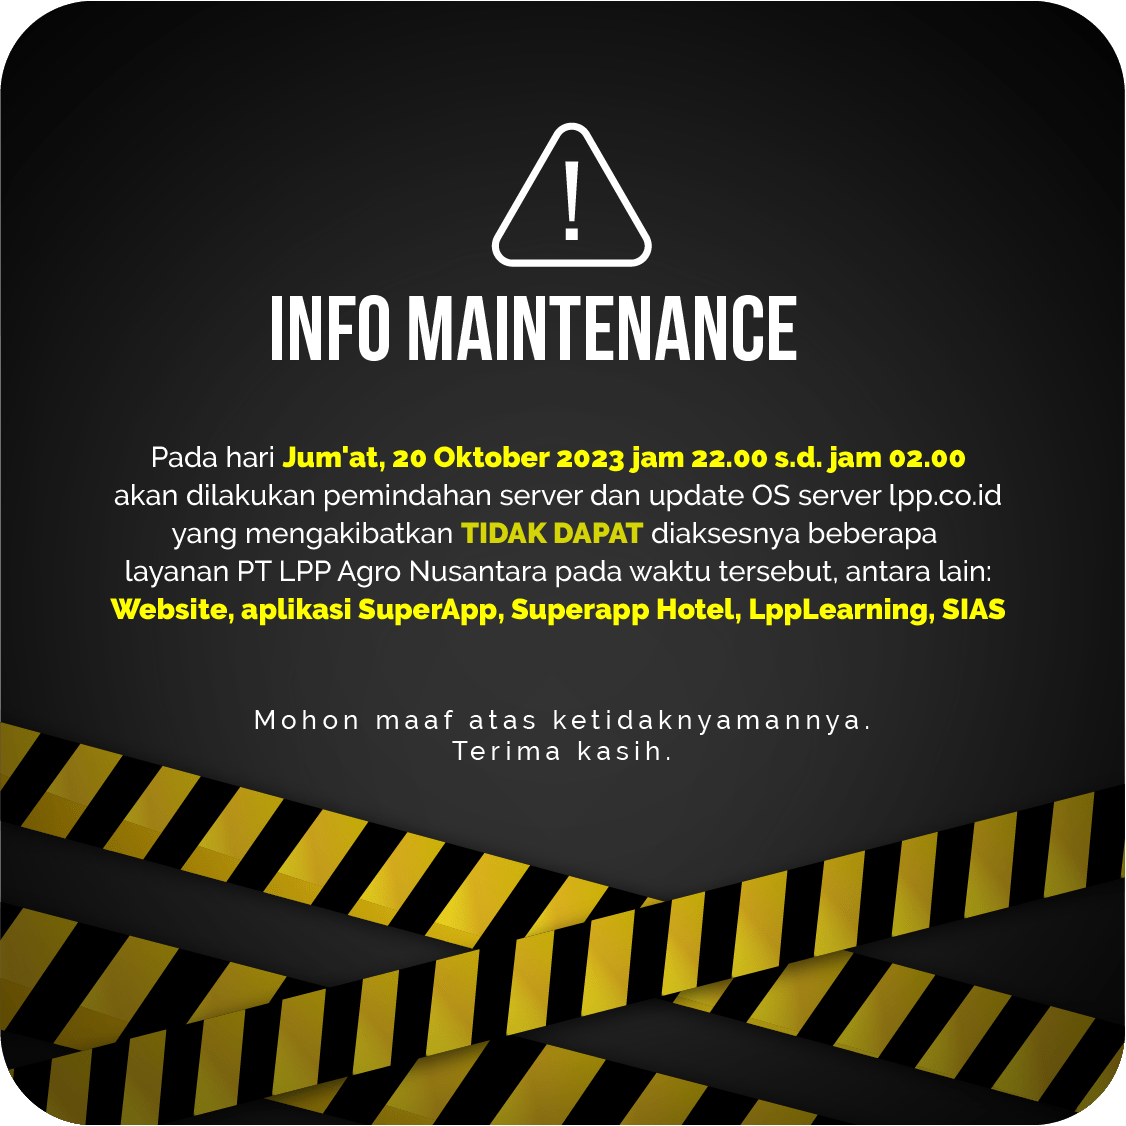 !
INFO MAINTENANCE
Pada hari Jum'at, 20 Oktober 2023 jam 22.00 s.d. jam 02.00
akan dilakukan pemindahan server dan update OS server lpp.co.id
yang mengakibatkan TIDAK DAPAT diaksesnya beberapa
layanan PT LPP Agro Nusantara pada waktu tersebut, antara lain:
Website, aplikasi SuperApp, Superapp Hotel, LppLearning, SIAS
Mohon maaf atas ketidaknyamannya.
Terima kasih.